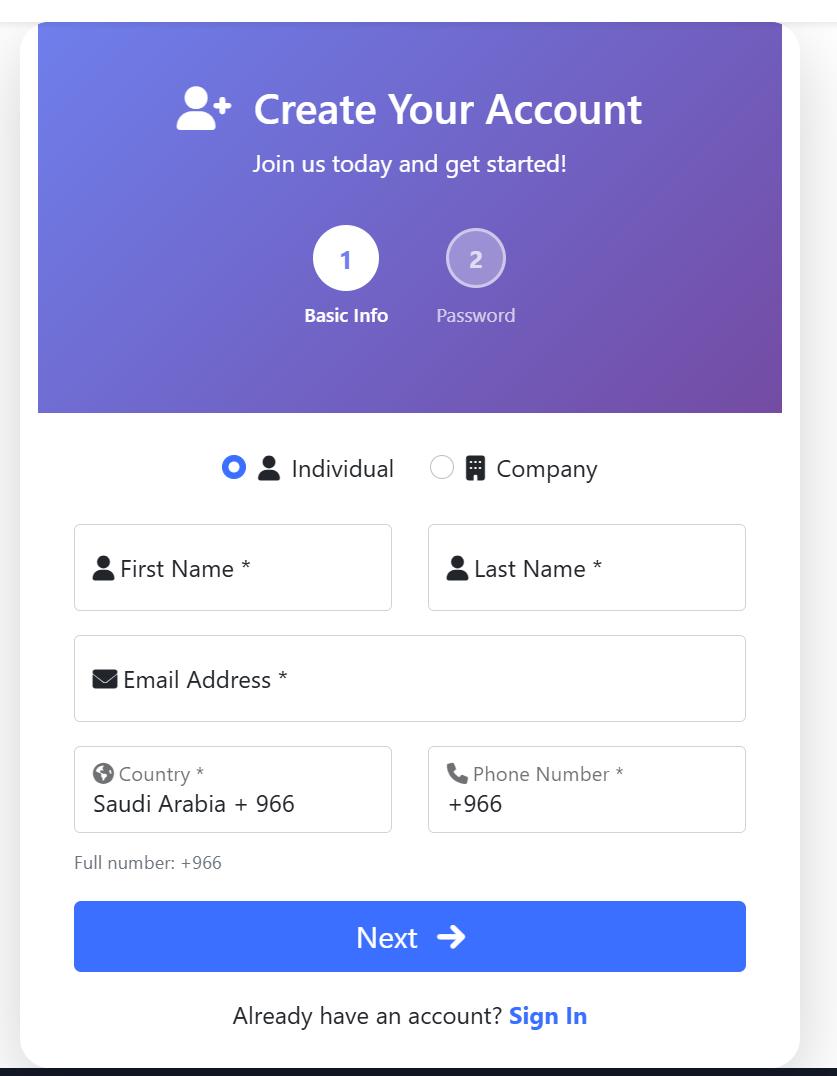 Create Your Account
Join us today and get started!
1 2
Basic Info Password
Individual Company
First Name * Last Name *
Email Address *
Country * Phone Number *
Saudi Arabia + 966 +966
Full number: +966
Next
Already have an account? Sign In